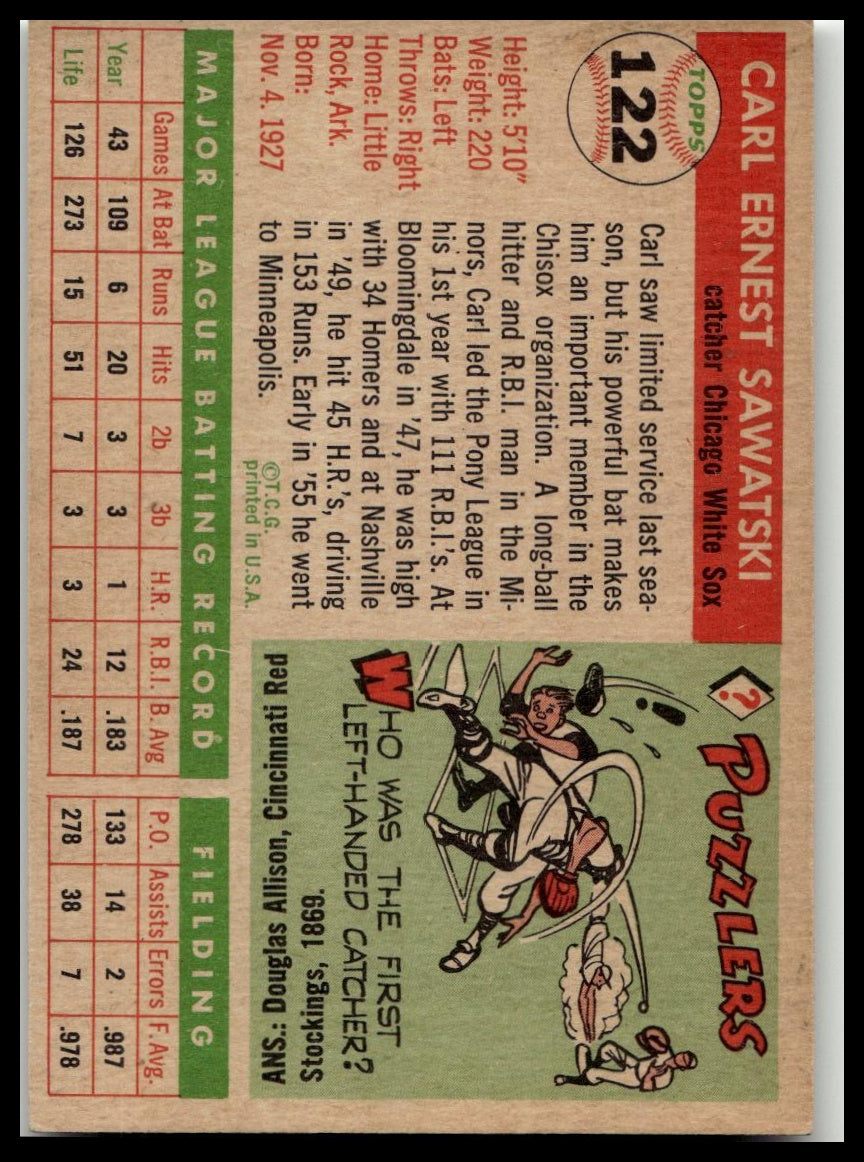 CARL ERNEST SAWATSKI
catcher Chicago White Sox
TOPPS
122
Height: 5'10"
Weight: 220
Bats: Left
Throws: Right
Home: Little
Rock, Ark.
Born:
Nov. 4, 1927
Carl saw limited service last sea-
son, but his powerful bat makes
him an important member in the
Chisox organization. A long-ball
hitter and R.B.I. man in the Mi-
nors, Carl led the Pony League in
his 1st year with 111 R.B.I.'s. At
Bloomingdale in '47, he was high
with 34 Homers and at Nashville
in '49, he hit 45 H.R.'s, driving
in 153 Runs. Early in '55 he went
to Minneapolis.
©T.C.G.
printed in U.S.A.
?
PUZZLERS
WHO WAS THE FIRST
LEFT-HANDED CATCHER?
ANS.: Douglas Allison, Cincinnati Red
Stockings, 1869.
MAJOR LEAGUE BATTING RECORD FIELDING
Games At Bat Runs Hits 2b 3b H.R. R.B.I. B. Avg P.O. Assists Errors F. Avg.
Year 43 109 6 20 3 3 1 12 .183 133 14 2 .987
Life 126 273 15 51 7 3 3 24 .187 278 38 7 .978